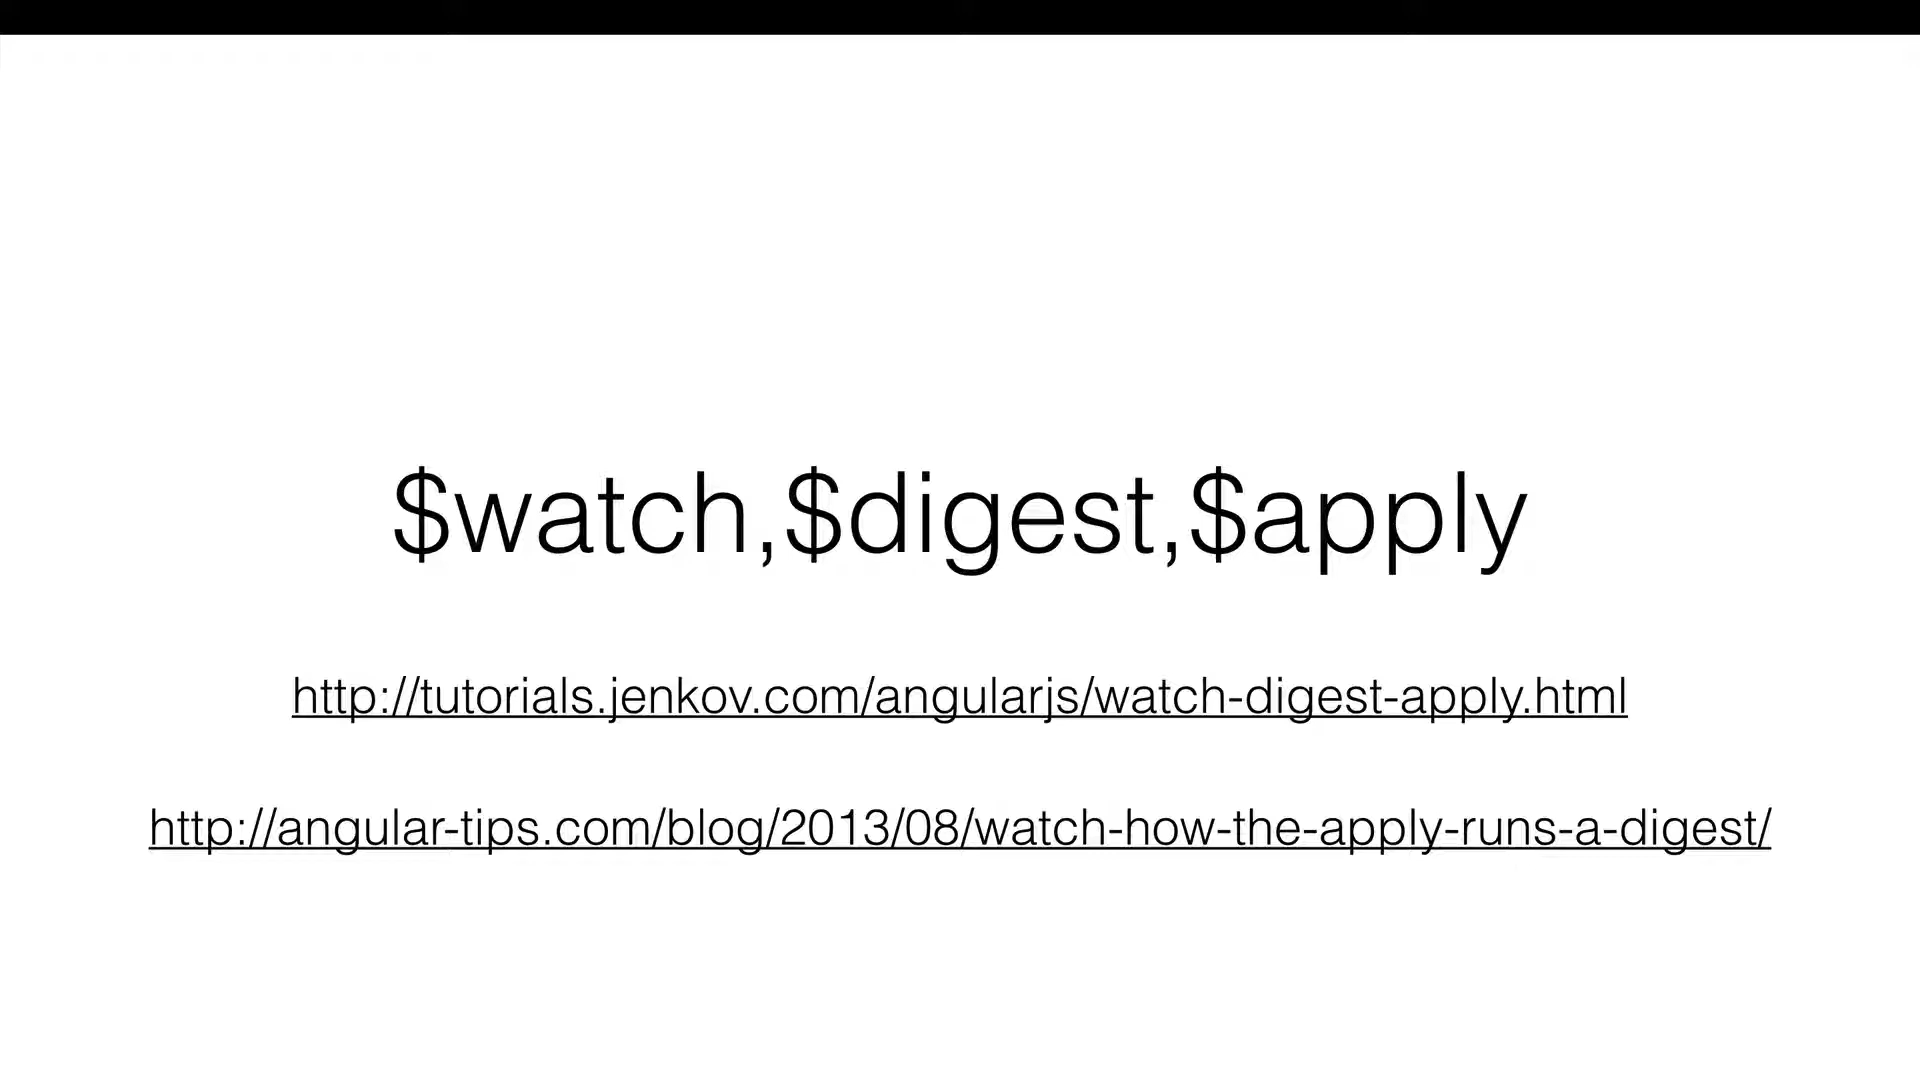 $watch,$digest,$apply
http://tutorials.jenkov.com/angularjs/watch-digest-apply.html
http://angular-tips.com/blog/2013/08/watch-how-the-apply-runs-a-digest/